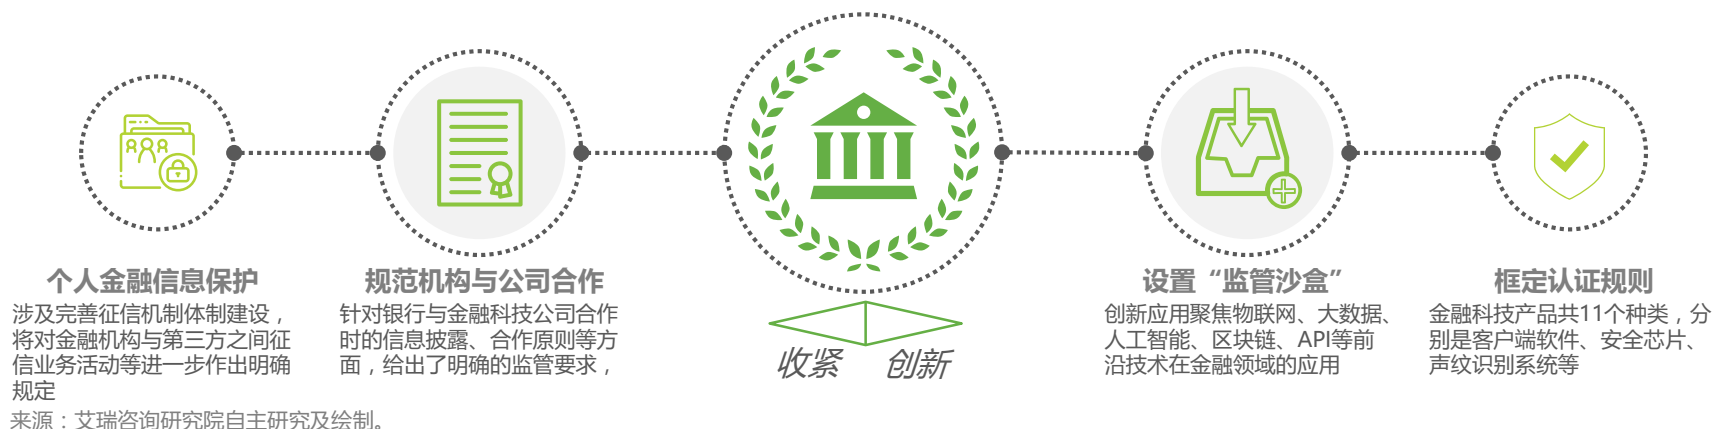 个人金融信息保护
涉及完善征信机制体制建设，
将对金融机构与第三方之间征
信业务活动等进一步作出明确
规定
规范机构与公司合作
针对银行与金融科技公司合作
时的信息披露、合作原则等方
面，给出了明确的监管要求，
收紧 创新
设置“监管沙盒”
创新应用聚焦物联网、大数据、
人工智能、区块链、API等前
沿技术在金融领域的应用
框定认证规则
金融科技产品共11个种类，分
别是客户端软件、安全芯片、
声纹识别系统等
来源：艾瑞咨询研究院自主研究及绘制。